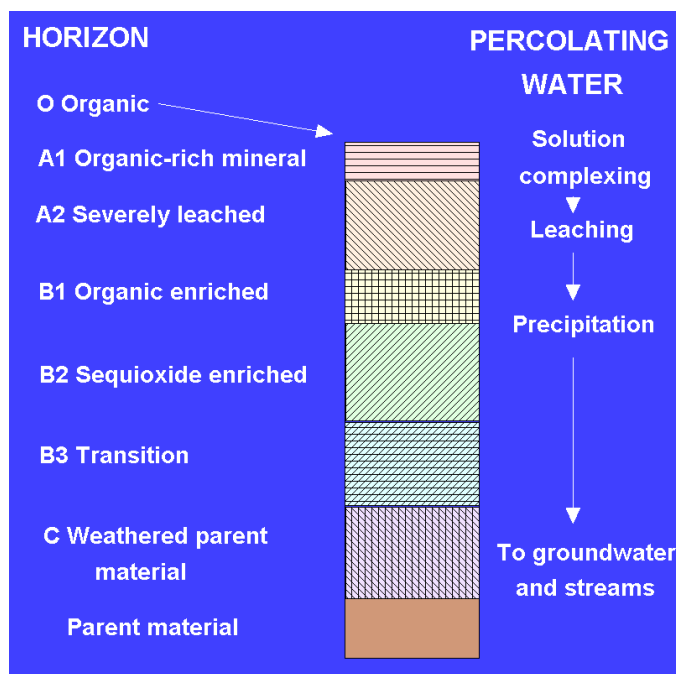 HORIZON
O Organic
A1 Organic-rich mineral
A2 Severely leached
B1 Organic enriched
B2 Sequioxide enriched
B3 Transition
C Weathered parent
material
Parent material
PERCOLATING
WATER
Solution
complexing
Leaching
Precipitation
To groundwater
and streams